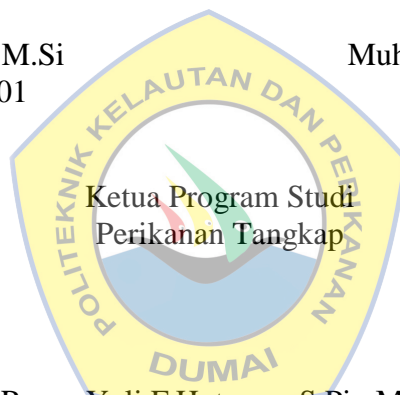 M.Si Muh
01
POLITEKNIK KELAUTAN DAN PERIKANAN
Ketua Program Studi
Perikanan Tangkap
DUMAI